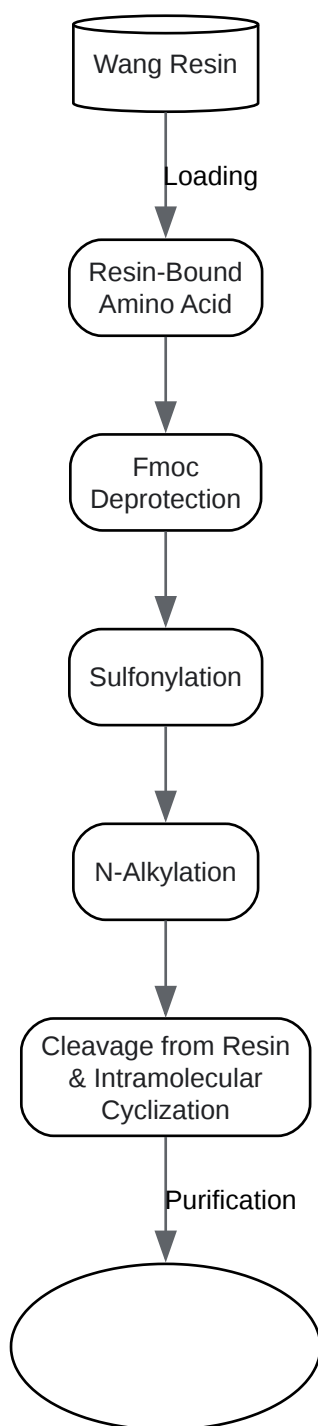 Wang Resin
Loading
Resin-Bound
Amino Acid
Fmoc
Deprotection
Sulfonylation
N-Alkylation
Cleavage from Resin
& Intramolecular
Cyclization
Purification